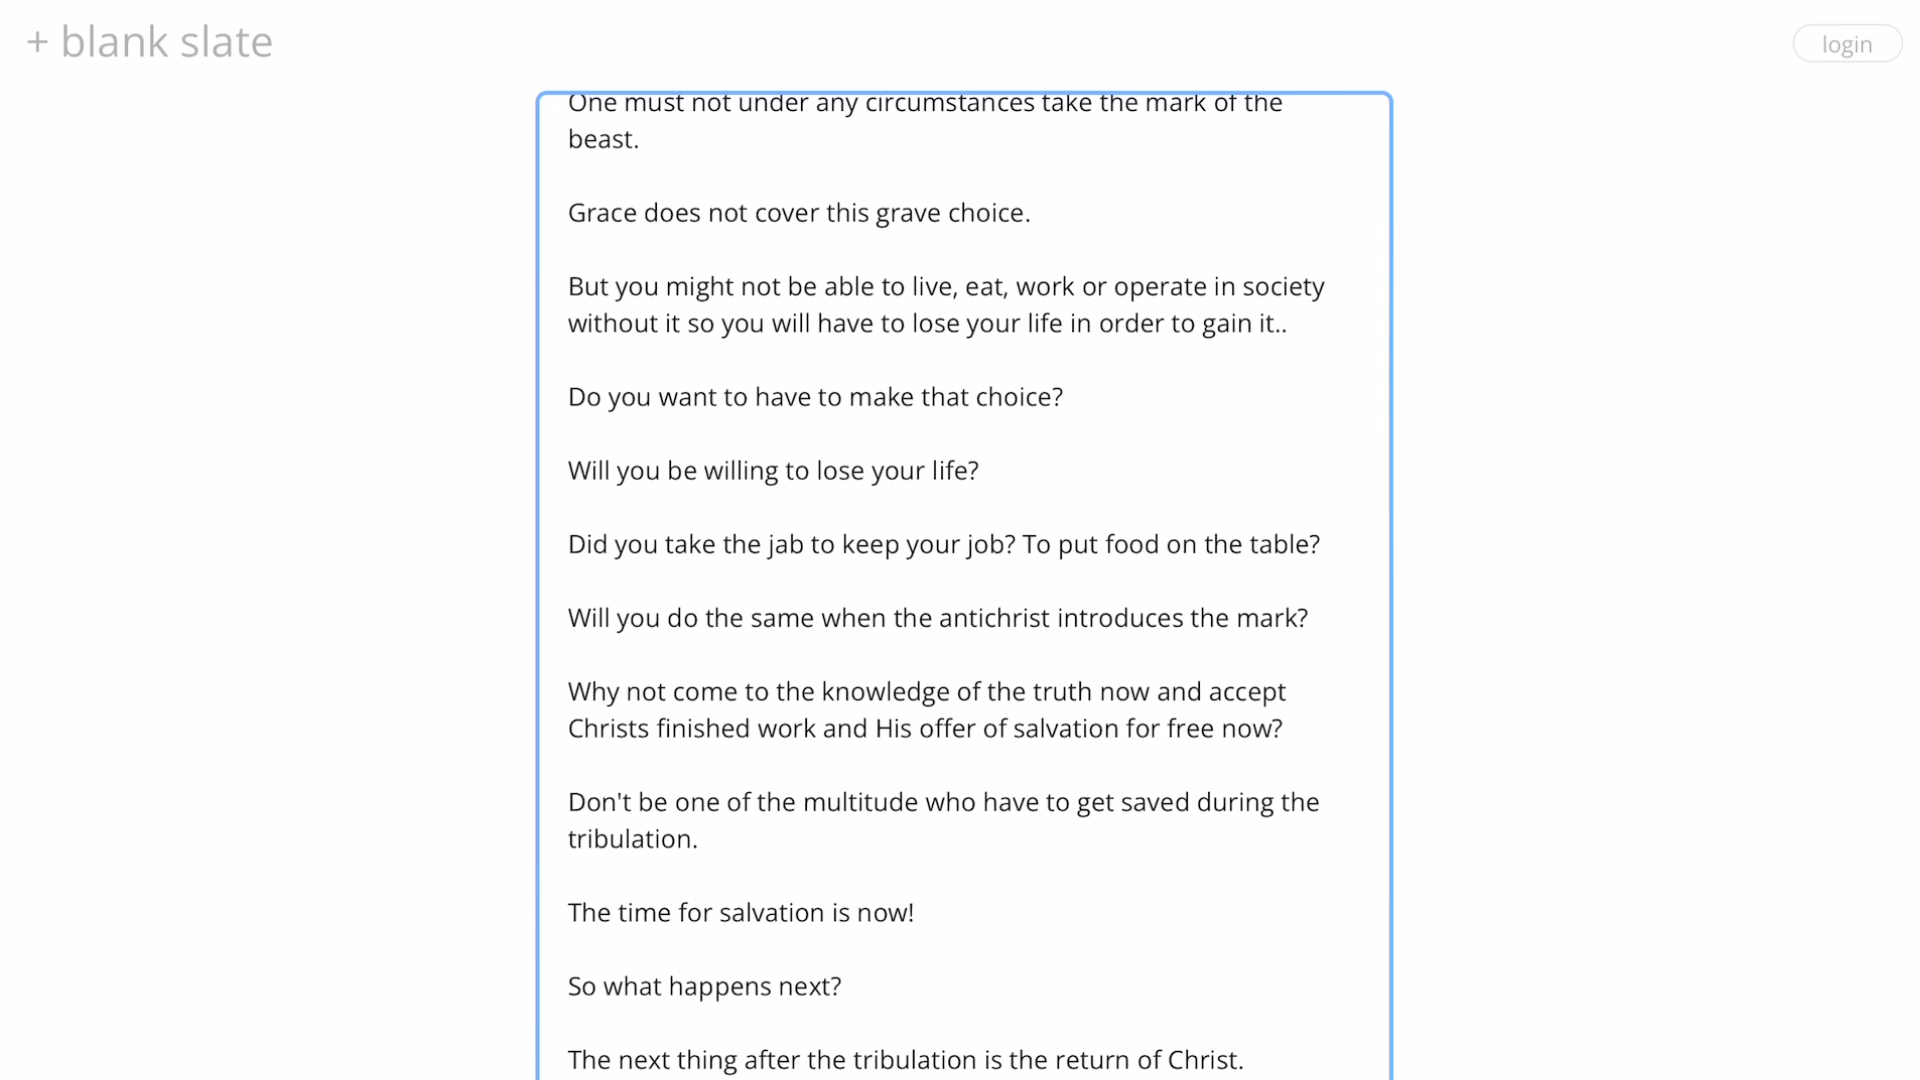 + blank slate
login
One must not under any circumstances take the mark of the
beast.
Grace does not cover this grave choice.
But you might not be able to live, eat, work or operate in society
without it so you will have to lose your life in order to gain it..
Do you want to have to make that choice?
Will you be willing to lose your life?
Did you take the jab to keep your job? To put food on the table?
Will you do the same when the antichrist introduces the mark?
Why not come to the knowledge of the truth now and accept
Christs finished work and His offer of salvation for free now?
Don't be one of the multitude who have to get saved during the
tribulation.
The time for salvation is now!
So what happens next?
The next thing after the tribulation is the return of Christ.